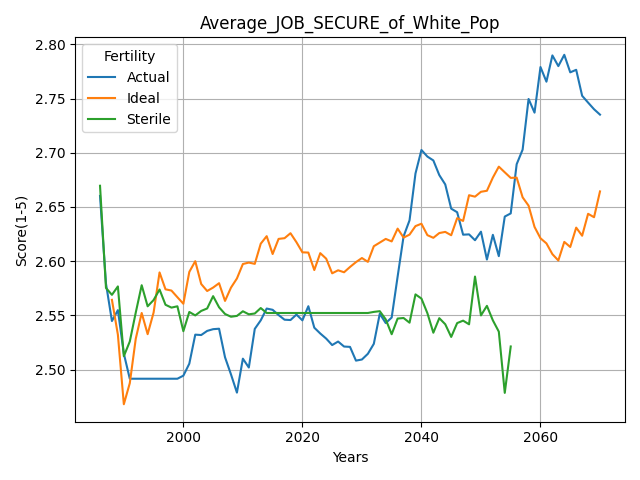 Average_JOB_SECURE_of_White_Pop
Fertility
Actual
Ideal
Sterile
Score(1-5)
2.80
2.75
2.70
2.65
2.60
2.55
2.50
2000
2020
2040
2060
Years